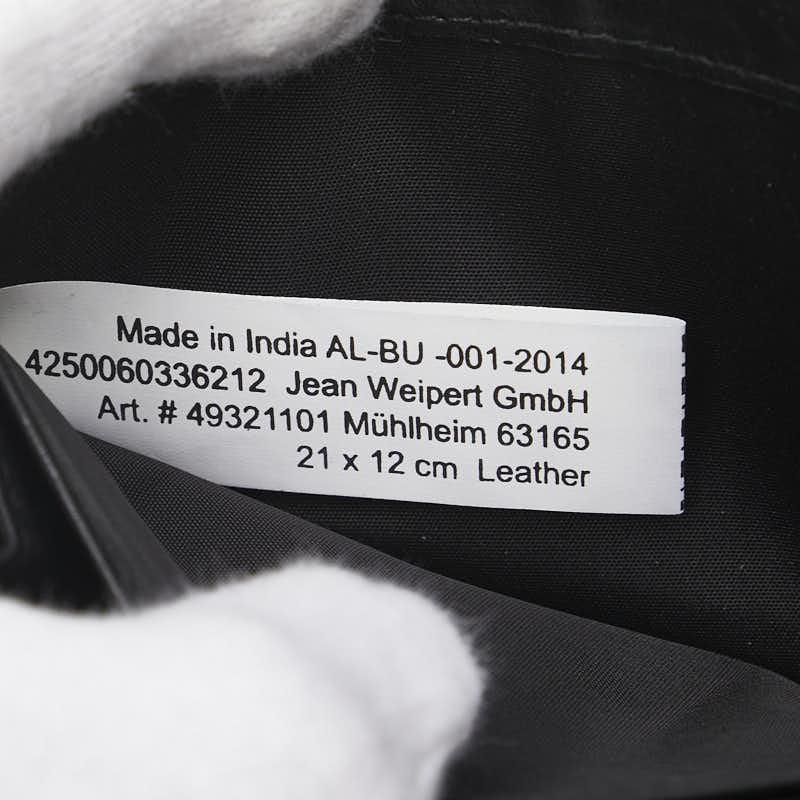 Made in India AL-BU -001-2014
4250060336212 Jean Weipert GmbH
Art. # 49321101 Mühlheim 63165
21 x 12 cm Leather